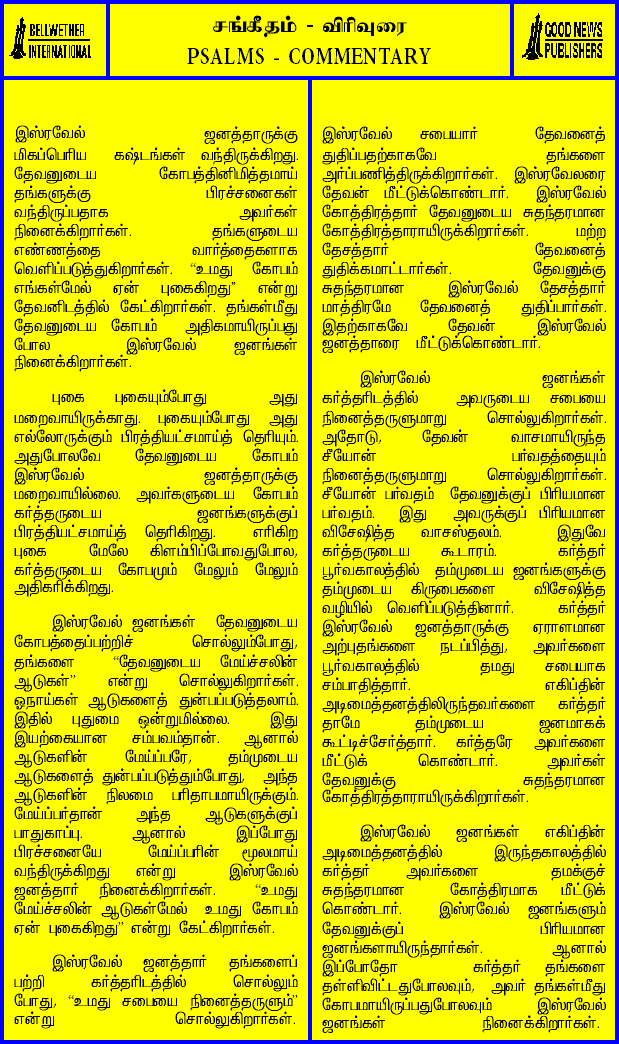 BELLWETHER
INTERNATIONAL
சங்கீதம் - விரிவுரை
PSALMS - COMMENTARY
GOOD NEWS
PUBLISHERS
இஸ்ரவேல் ஜனத்தாருக்கு
மிகப்பெரிய கஷ்டங்கள் வந்திருக்கிறது.
தேவனுடைய கோபத்தினிமித்தமாய்
தங்களுக்கு பிரச்சனைகள்
வந்திருப்பதாக அவர்கள்
நினைக்கிறார்கள். தங்களுடைய
எண்ணத்தை வார்த்தைகளாக
வெளிப்படுத்துகிறார்கள். “உமது கோபம்
எங்கள்மேல் ஏன் புகைகிறது” என்று
தேவனிடத்தில் கேட்கிறார்கள். தங்கள்மீது
தேவனுடைய கோபம் அதிகமாயிருப்பது
போல இஸ்ரவேல் ஜனங்கள்
நினைக்கிறார்கள்.
புகை புகையும்போது அது
மறைவாயிருக்காது. புகையும்போது அது
எல்லோருக்கும் பிரத்தியட்சமாய்த் தெரியும்.
அதுபோலவே தேவனுடைய கோபம்
இஸ்ரவேல் ஜனத்தாருக்கு
மறைவாயில்லை. அவர்களுடைய கோபம்
கர்த்தருடைய ஜனங்களுக்குப்
பிரத்தியட்சமாய்த் தெரிகிறது. எரிகிற
புகை மேலே கிளம்பிப்போவதுபோல,
கர்த்தருடைய கோபமும் மேலும் மேலும்
அதிகரிக்கிறது.
இஸ்ரவேல் ஜனங்கள் தேவனுடைய
கோபத்தைப்பற்றிச் சொல்லும்போது,
தங்களை “தேவனுடைய மேய்ச்சலின்
ஆடுகள்” என்று சொல்லுகிறார்கள்.
ஓநாய்கள் ஆடுகளைத் துன்பப்படுத்தலாம்.
இதில் புதுமை ஒன்றுமில்லை. இது
இயற்கையான சம்பவம்தான். ஆனால்
ஆடுகளின் மேய்ப்பரே, தம்முடைய
ஆடுகளைத் துன்பப்படுத்தும்போது, அந்த
ஆடுகளின் நிலமை பரிதாபமாயிருக்கும்.
மேய்ப்பர்தான் அந்த ஆடுகளுக்குப்
பாதுகாப்பு. ஆனால் இப்போது
பிரச்சனையே மேய்ப்பரின் மூலமாய்
வந்திருக்கிறது என்று இஸ்ரவேல்
ஜனத்தார் நினைக்கிறார்கள். “உமது
மேய்ச்சலின் ஆடுகள்மேல் உமது கோபம்
ஏன் புகைகிறது” என்று கேட்கிறார்கள்.
இஸ்ரவேல் ஜனத்தார் தங்களைப்
பற்றி கர்த்தரிடத்தில் சொல்லும்
போது, “உமது சபையை நினைத்தருளும்”
என்று சொல்லுகிறார்கள்.
இஸ்ரவேல் சபையார் தேவனைத்
துதிப்பதற்காகவே தங்களை
அர்ப்பணித்திருக்கிறார்கள். இஸ்ரவேலரை
தேவன் மீட்டுக்கொண்டார். இஸ்ரவேல்
கோத்திரத்தார் தேவனுடைய சுதந்தரமான
கோத்திரத்தாராயிருக்கிறார்கள். மற்ற
தேசத்தார் தேவனைத்
துதிக்கமாட்டார்கள். தேவனுக்கு
சுதந்தரமான இஸ்ரவேல் தேசத்தார்
மாத்திரமே தேவனைத் துதிப்பார்கள்.
இதற்காகவே தேவன் இஸ்ரவேல்
ஜனத்தாரை மீட்டுக்கொண்டார்.
இஸ்ரவேல் ஜனங்கள்
கர்த்தரிடத்தில் அவருடைய சபையை
நினைத்தருளுமாறு சொல்லுகிறார்கள்.
அதோடு, தேவன் வாசமாயிருந்த
சீயோன் பர்வதத்தையும்
நினைத்தருளுமாறு சொல்லுகிறார்கள்.
சீயோன் பர்வதம் தேவனுக்குப் பிரியமான
பர்வதம். இது அவருக்குப் பிரியமான
விசேஷித்த வாசஸ்தலம். இதுவே
கர்த்தருடைய கூடாரம். கர்த்தர்
பூர்வகாலத்தில் தம்முடைய ஜனங்களுக்கு
தம்முடைய கிருபைகளை விசேஷித்த
வழியில் வெளிப்படுத்தினார். கர்த்தர்
இஸ்ரவேல் ஜனத்தாருக்கு ஏராளமான
அற்புதங்களை நடப்பித்து, அவர்களை
பூர்வகாலத்தில் தமது சபையாக
சம்பாதித்தார். எகிப்தின்
அடிமைத்தனத்திலிருந்தவர்களை கர்த்தர்
தாமே தம்முடைய ஜனமாகக்
கூட்டிச்சேர்த்தார். கர்த்தரே அவர்களை
மீட்டுக் கொண்டார். அவர்கள்
தேவனுக்கு சுதந்தரமான
கோத்திரத்தாராயிருக்கிறார்கள்.
இஸ்ரவேல் ஜனங்கள் எகிப்தின்
அடிமைத்தனத்தில் இருந்தகாலத்தில்
கர்த்தர் அவர்களை தமக்குச்
சுதந்தரமான கோத்திரமாக மீட்டுக்
கொண்டார். இஸ்ரவேல் ஜனங்களும்
தேவனுக்குப் பிரியமான
ஜனங்களாயிருந்தார்கள். ஆனால்
இப்போதோ கர்த்தர் தங்களை
தள்ளிவிட்டதுபோலவும், அவர் தங்கள்மீது
கோபமாயிருப்பதுபோலவும் இஸ்ரவேல்
ஜனங்கள் நினைக்கிறார்கள்.